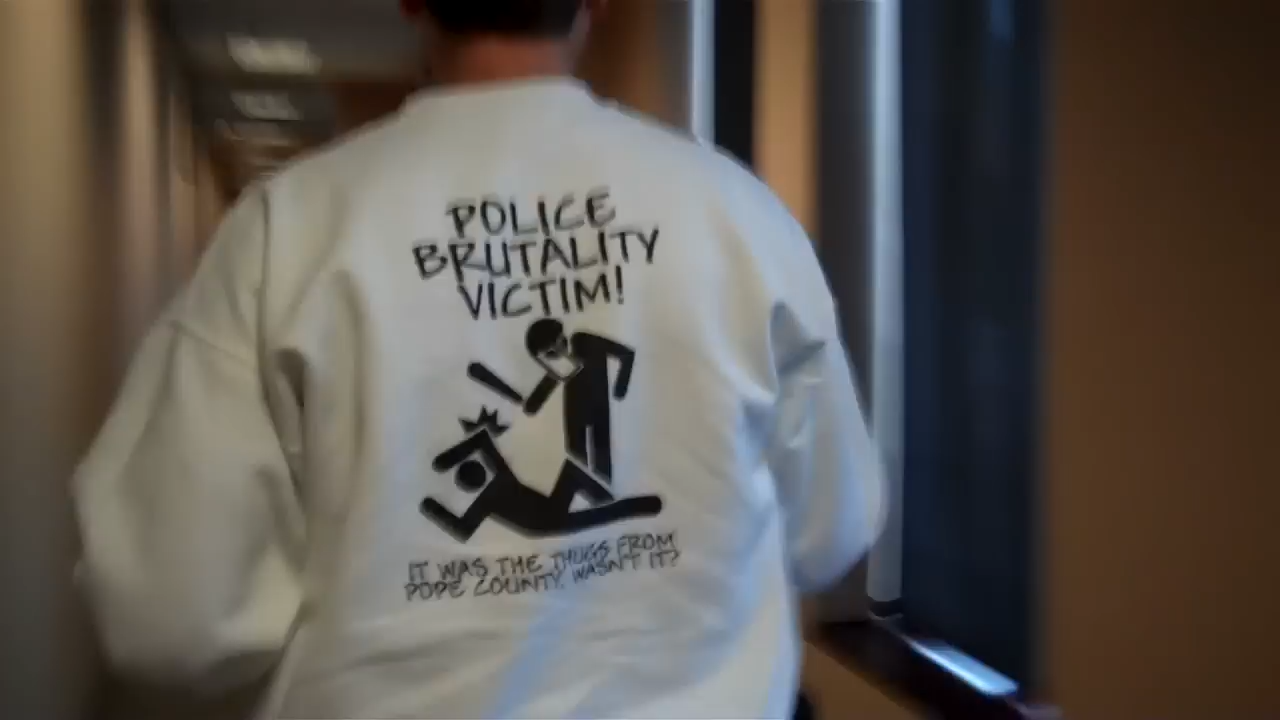 POLICE
BRUTALITY
VICTIM!
IT WAS THE THUGS FROM
POPE COUNTY, WASN'T IT?